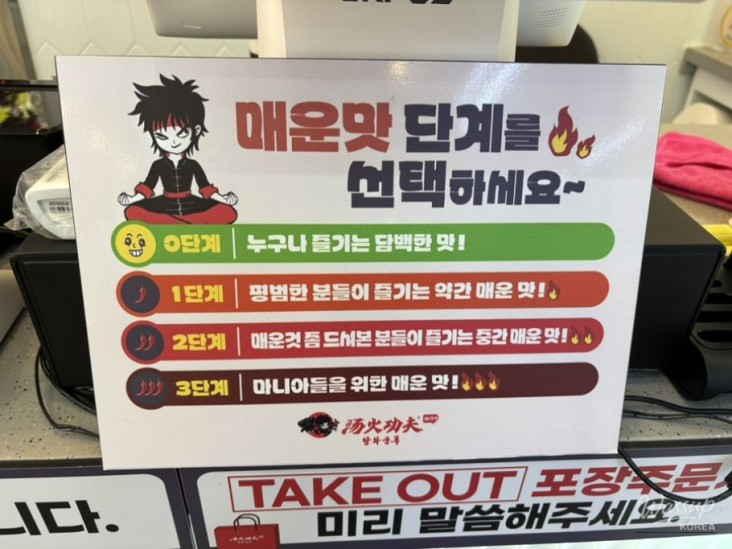 매운맛 단계를
선택하세요~
0단계 누구나 즐기는 담백한 맛!
1단계 평범한 분들이 즐기는 약간 매운 맛!
2단계 매운것 좀 드셔본 분들이 즐기는 중간 매운 맛!
3단계 마니아들을 위한 매운 맛!
汤火功夫
탕화쿵푸
니다.
TAKE OUT 포장주문
미리 말씀해주세요.
KOREA